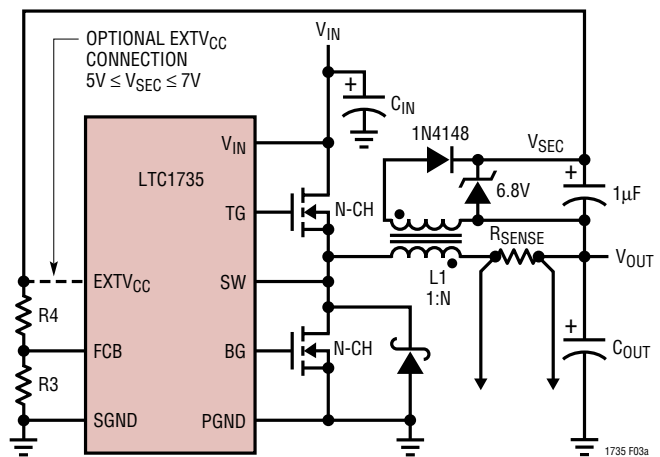 OPTIONAL EXTVCC
CONNECTION
5V ≤ VSEC ≤ 7V
VIN
+
CIN
VIN
LTC1735
TG
N-CH
1N4148
VSEC
6.8V
+
1µF
RSENSE
VOUT
L1
1:N
EXTVCC
SW
R4
FCB
BG
N-CH
+
COUT
R3
SGND
PGND
1735 F03a